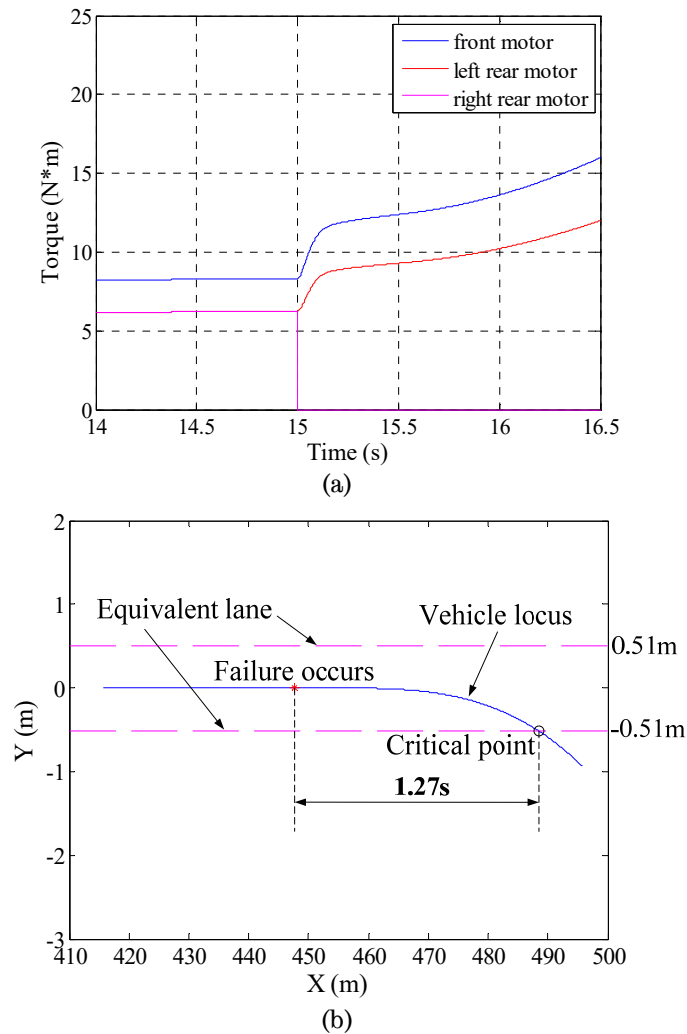 25
20
15
10
5
0
Torque (N*m)
front motor
left rear motor
right rear motor
14
14.5
15
15.5
16
16.5
Time (s)
(a)
2
1
0
-1
-2
-3
Y (m)
Equivalent lane
Vehicle locus
0.51m
Failure occurs
-0.51m
Critical point
1.27s
410
420
430
440
450
460
470
480
490
500
X (m)
(b)